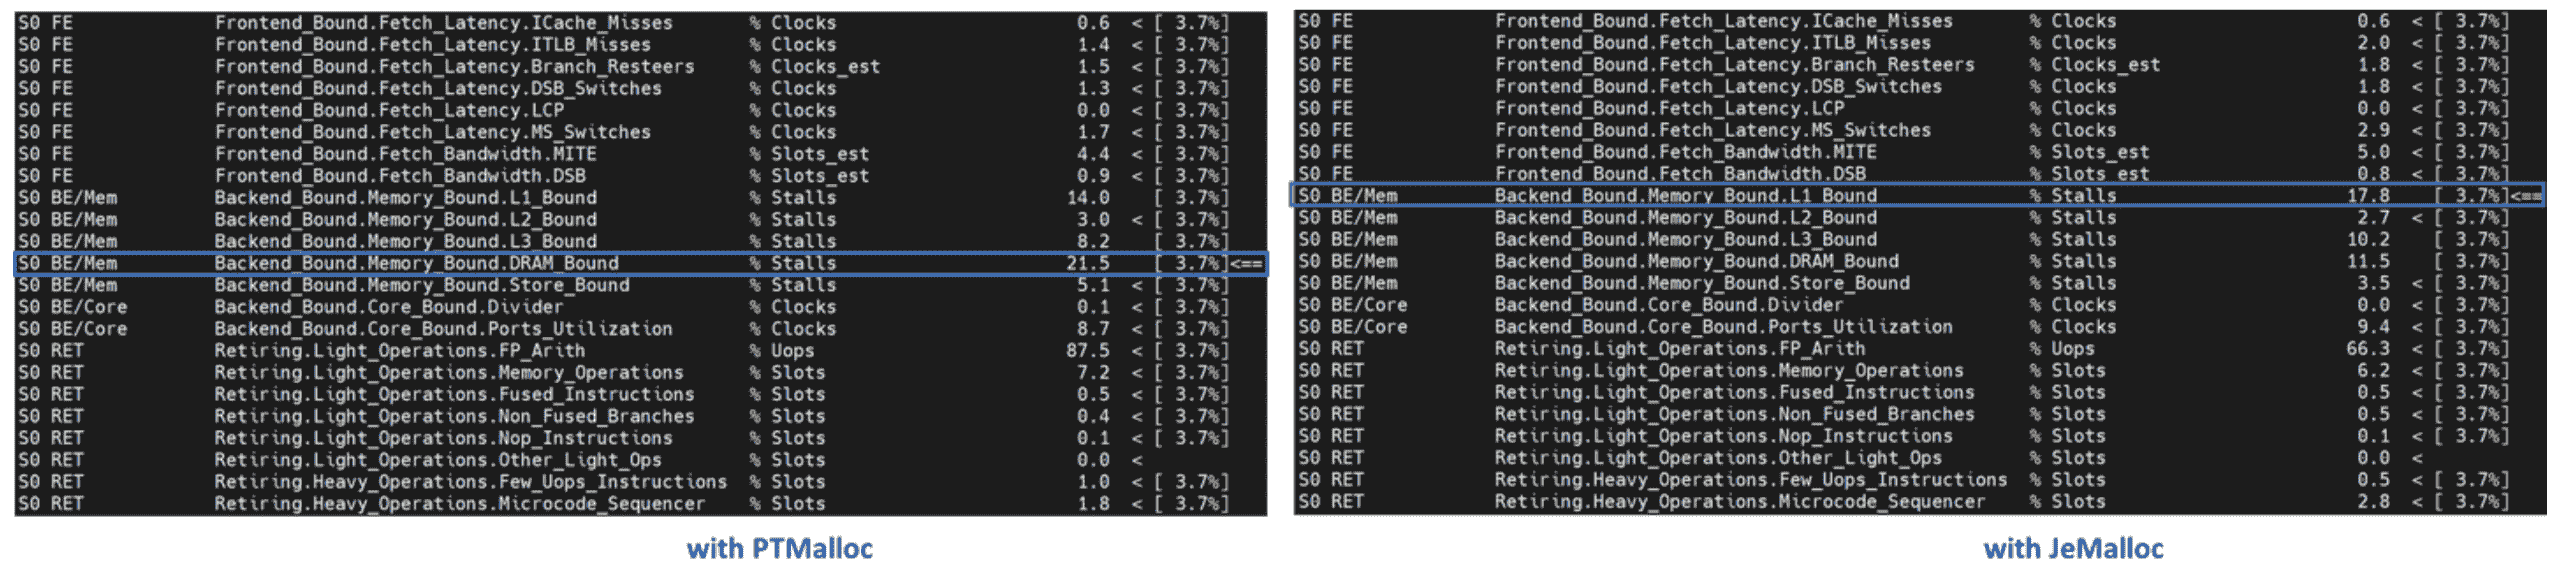 S0 FE Frontend_Bound.Fetch_Latency.ICache_Misses % Clocks 0.6 < [ 3.7%]
S0 FE Frontend_Bound.Fetch_Latency.ITLB_Misses % Clocks 1.4 < [ 3.7%]
S0 FE Frontend_Bound.Fetch_Latency.Branch_Resteers % Clocks_est 1.5 < [ 3.7%]
S0 FE Frontend_Bound.Fetch_Latency.DSB_Switches % Clocks 1.3 < [ 3.7%]
S0 FE Frontend_Bound.Fetch_Latency.LCP % Clocks 0.0 < [ 3.7%]
S0 FE Frontend_Bound.Fetch_Latency.MS_Switches % Clocks 1.7 < [ 3.7%]
S0 FE Frontend_Bound.Fetch_Bandwidth.MITE % Slots_est 4.4 < [ 3.7%]
S0 FE Frontend_Bound.Fetch_Bandwidth.DSB % Slots_est 0.9 < [ 3.7%]
S0 BE/Mem Backend_Bound.Memory_Bound.L1_Bound % Stalls 14.0 [ 3.7%]
S0 BE/Mem Backend_Bound.Memory_Bound.L2_Bound % Stalls 3.0 < [ 3.7%]
S0 BE/Mem Backend_Bound.Memory_Bound.L3_Bound % Stalls 8.2 [ 3.7%]
S0 BE/Mem Backend_Bound.Memory_Bound.DRAM_Bound % Stalls 21.5 [ 3.7%]<==
S0 BE/Mem Backend_Bound.Memory_Bound.Store_Bound % Stalls 5.1 < [ 3.7%]
S0 BE/Core Backend_Bound.Core_Bound.Divider % Clocks 0.1 < [ 3.7%]
S0 BE/Core Backend_Bound.Core_Bound.Ports_Utilization % Clocks 8.7 < [ 3.7%]
S0 RET Retiring.Light_Operations.FP_Arith % Uops 87.5 < [ 3.7%]
S0 RET Retiring.Light_Operations.Memory_Operations % Slots 7.2 < [ 3.7%]
S0 RET Retiring.Light_Operations.Fused_Instructions % Slots 0.5 < [ 3.7%]
S0 RET Retiring.Light_Operations.Non_Fused_Branches % Slots 0.4 < [ 3.7%]
S0 RET Retiring.Light_Operations.Nop_Instructions % Slots 0.1 < [ 3.7%]
S0 RET Retiring.Light_Operations.Other_Light_Ops % Slots 0.0 <
S0 RET Retiring.Heavy_Operations.Few_Uops_Instructions % Slots 1.0 < [ 3.7%]
S0 RET Retiring.Heavy_Operations.Microcode_Sequencer % Slots 1.8 < [ 3.7%]
with PTMalloc
S0 FE Frontend_Bound.Fetch_Latency.ICache_Misses % Clocks 0.6 < [ 3.7%]
S0 FE Frontend_Bound.Fetch_Latency.ITLB_Misses % Clocks 2.0 < [ 3.7%]
S0 FE Frontend_Bound.Fetch_Latency.Branch_Resteers % Clocks_est 1.8 < [ 3.7%]
S0 FE Frontend_Bound.Fetch_Latency.DSB_Switches % Clocks 1.8 < [ 3.7%]
S0 FE Frontend_Bound.Fetch_Latency.LCP % Clocks 0.0 < [ 3.7%]
S0 FE Frontend_Bound.Fetch_Latency.MS_Switches % Clocks 2.9 < [ 3.7%]
S0 FE Frontend_Bound.Fetch_Bandwidth.MITE % Slots_est 5.0 < [ 3.7%]
S0 FE Frontend_Bound.Fetch_Bandwidth.DSB % Slots_est 0.8 < [ 3.7%]
S0 BE/Mem Backend_Bound.Memory_Bound.L1_Bound % Stalls 17.8 [ 3.7%]<==
S0 BE/Mem Backend_Bound.Memory_Bound.L2_Bound % Stalls 2.7 < [ 3.7%]
S0 BE/Mem Backend_Bound.Memory_Bound.L3_Bound % Stalls 10.2 [ 3.7%]
S0 BE/Mem Backend_Bound.Memory_Bound.DRAM_Bound % Stalls 11.5 [ 3.7%]
S0 BE/Mem Backend_Bound.Memory_Bound.Store_Bound % Stalls 3.5 < [ 3.7%]
S0 BE/Core Backend_Bound.Core_Bound.Divider % Clocks 0.0 < [ 3.7%]
S0 BE/Core Backend_Bound.Core_Bound.Ports_Utilization % Clocks 9.4 < [ 3.7%]
S0 RET Retiring.Light_Operations.FP_Arith % Uops 66.3 < [ 3.7%]
S0 RET Retiring.Light_Operations.Memory_Operations % Slots 6.2 < [ 3.7%]
S0 RET Retiring.Light_Operations.Fused_Instructions % Slots 0.5 < [ 3.7%]
S0 RET Retiring.Light_Operations.Non_Fused_Branches % Slots 0.5 < [ 3.7%]
S0 RET Retiring.Light_Operations.Nop_Instructions % Slots 0.1 < [ 3.7%]
S0 RET Retiring.Light_Operations.Other_Light_Ops % Slots 0.0 <
S0 RET Retiring.Heavy_Operations.Few_Uops_Instructions % Slots 0.5 < [ 3.7%]
S0 RET Retiring.Heavy_Operations.Microcode_Sequencer % Slots 2.8 < [ 3.7%]
with JeMalloc